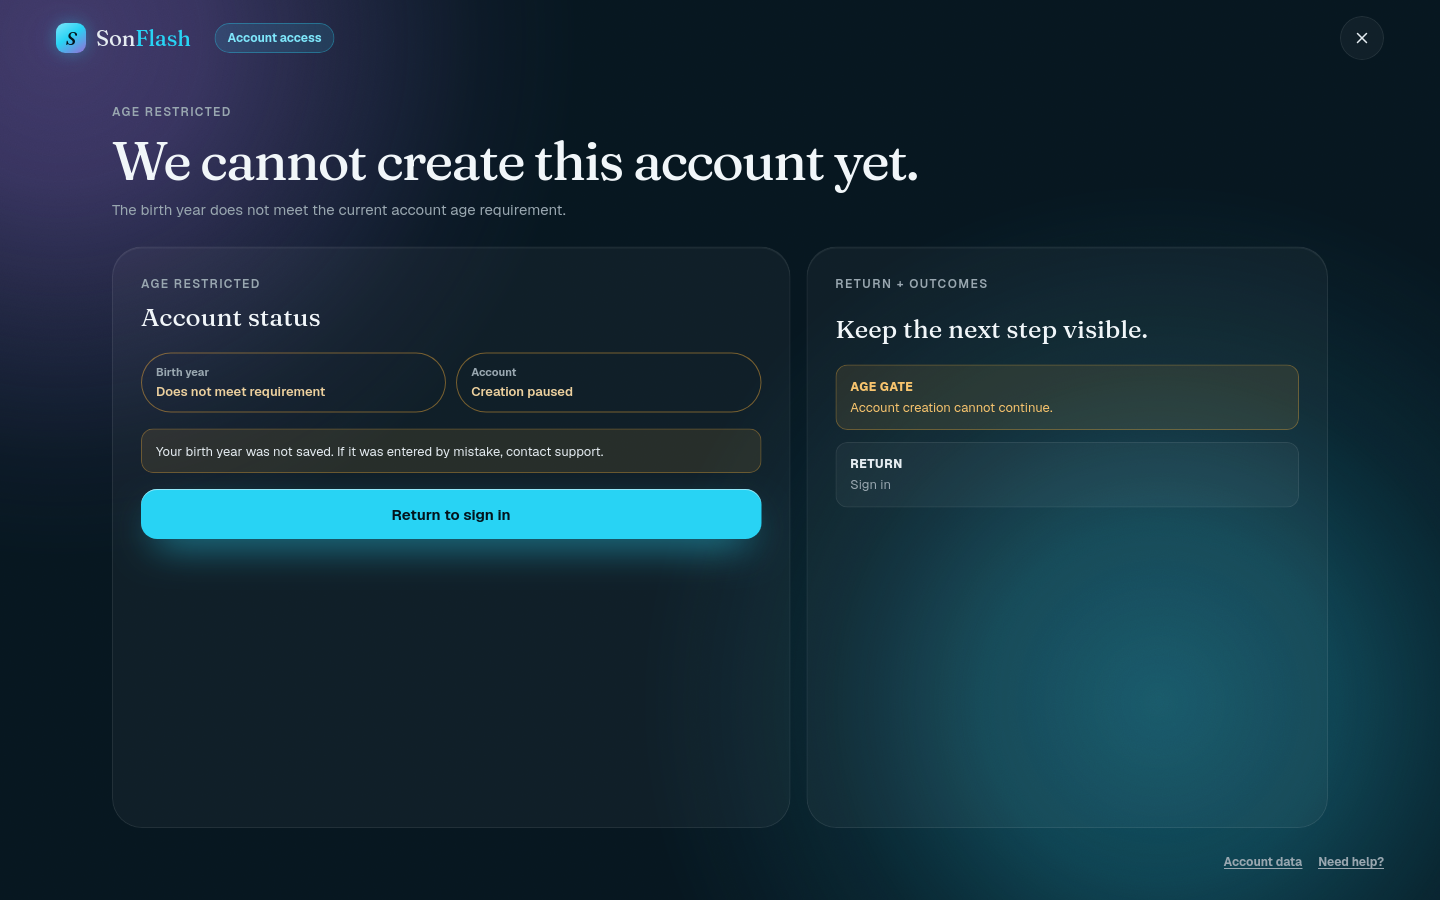 S SonFlash
Account access
AGE RESTRICTED
We cannot create this account yet.
The birth year does not meet the current account age requirement.
AGE RESTRICTED
Account status
Birth year
Does not meet requirement
Account
Creation paused
Your birth year was not saved. If it was entered by mistake, contact support.
Return to sign in
RETURN + OUTCOMES
Keep the next step visible.
AGE GATE
Account creation cannot continue.
RETURN
Sign in
Account data
Need help?